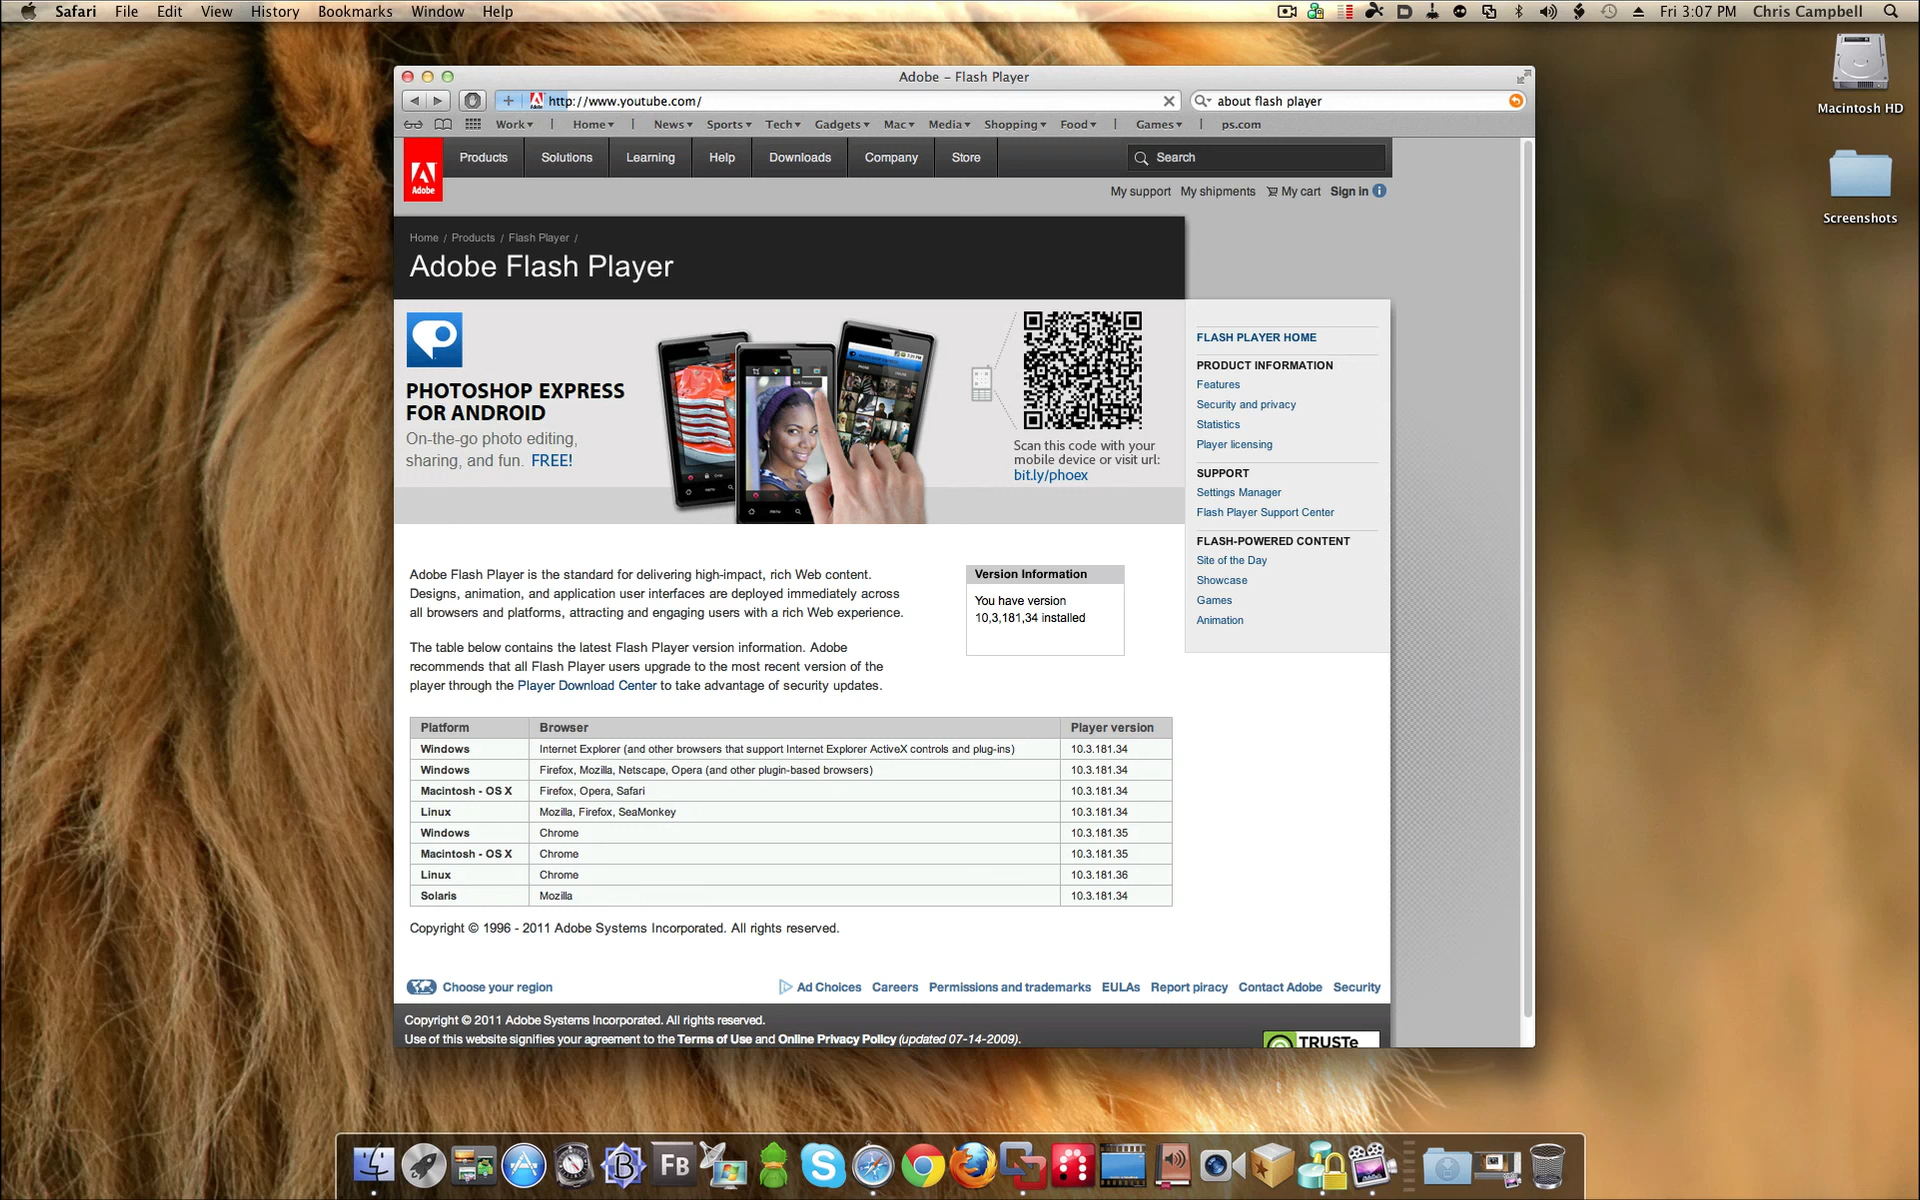 Safari File Edit View History Bookmarks Window Help
Fri 3:07 PM Chris Campbell
Macintosh HD
Screenshots
Adobe – Flash Player
http://www.youtube.com/
about flash player
Work Home News Sports Tech Gadgets Mac Media Shopping Food Games ps.com
Adobe
Products Solutions Learning Help Downloads Company Store
Search
My support My shipments My cart Sign in
Home / Products / Flash Player /
Adobe Flash Player
PHOTOSHOP EXPRESS
FOR ANDROID
On-the-go photo editing,
sharing, and fun. FREE!
Scan this code with your
mobile device or visit url:
bit.ly/phoex
FLASH PLAYER HOME
PRODUCT INFORMATION
Features
Security and privacy
Statistics
Player licensing
SUPPORT
Settings Manager
Flash Player Support Center
FLASH-POWERED CONTENT
Site of the Day
Showcase
Games
Animation
Adobe Flash Player is the standard for delivering high-impact, rich Web content.
Designs, animation, and application user interfaces are deployed immediately across
all browsers and platforms, attracting and engaging users with a rich Web experience.
The table below contains the latest Flash Player version information. Adobe
recommends that all Flash Player users upgrade to the most recent version of the
player through the Player Download Center to take advantage of security updates.
Version Information
You have version
10,3,181,34 installed
Platform Browser Player version
Windows Internet Explorer (and other browsers that support Internet Explorer ActiveX controls and plug-ins) 10.3.181.34
Windows Firefox, Mozilla, Netscape, Opera (and other plugin-based browsers) 10.3.181.34
Macintosh - OS X Firefox, Opera, Safari 10.3.181.34
Linux Mozilla, Firefox, SeaMonkey 10.3.181.34
Windows Chrome 10.3.181.35
Macintosh - OS X Chrome 10.3.181.35
Linux Chrome 10.3.181.36
Solaris Mozilla 10.3.181.34
Copyright © 1996 - 2011 Adobe Systems Incorporated. All rights reserved.
Choose your region
Ad Choices Careers Permissions and trademarks EULAs Report piracy Contact Adobe Security
Copyright © 2011 Adobe Systems Incorporated. All rights reserved.
Use of this website signifies your agreement to the Terms of Use and Online Privacy Policy (updated 07-14-2009).
TRUSTe
FB